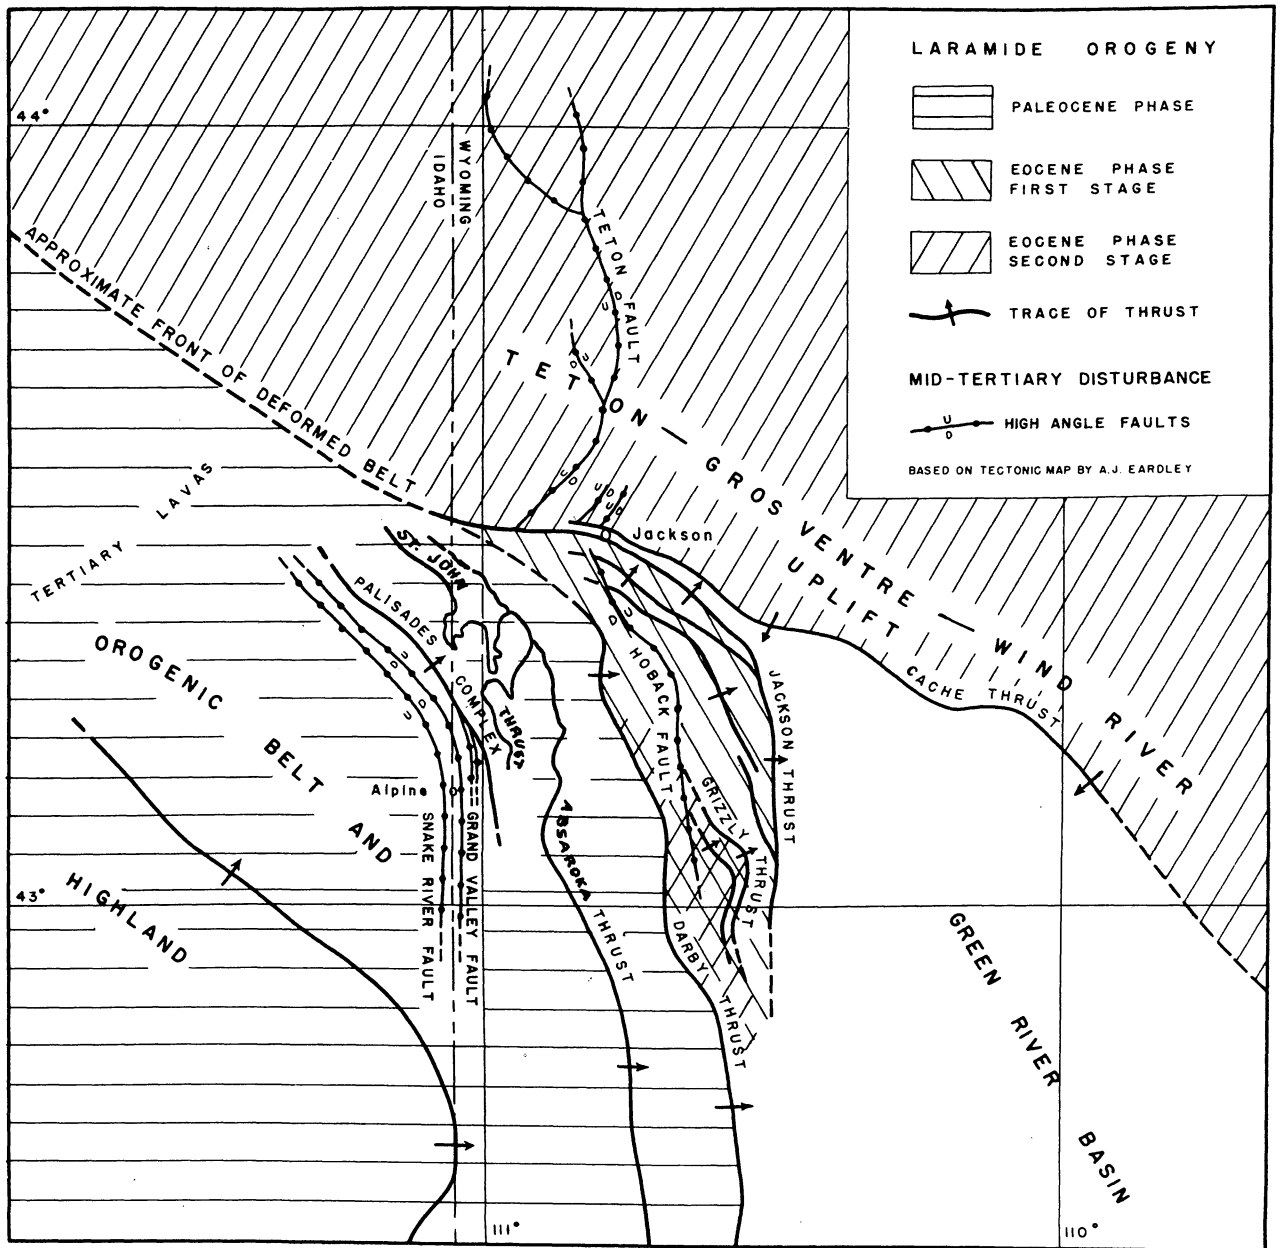 LARAMIDE OROGENY
PALEOCENE PHASE
EOCENE PHASE
FIRST STAGE
EOCENE PHASE
SECOND STAGE
TRACE OF THRUST
MID-TERTIARY DISTURBANCE
U
D
HIGH ANGLE FAULTS
BASED ON TECTONIC MAP BY A.J. EARDLEY
44°
WYOMING
IDAHO
TETON FAULT
D
U
U
D
APPROXIMATE FRONT OF DEFORMED BELT
TETON — GROS VENTRE — WIND RIVER
UPLIFT
U D
U D
U D
Jackson
TERTIARY LAVAS
ST. JOHN
THRUST
PALISADES
COMPLEX
U
D
D
U
U
D
HOBACK FAULT
JACKSON THRUST
CACHE THRUST
OROGENIC
BELT
AND
HIGHLAND
Alpine
SNAKE RIVER FAULT
GRAND VALLEY FAULT
ABSAROKA THRUST
GRIZZLY THRUST
DARBY THRUST
43°
GREEN RIVER BASIN
111°
110°